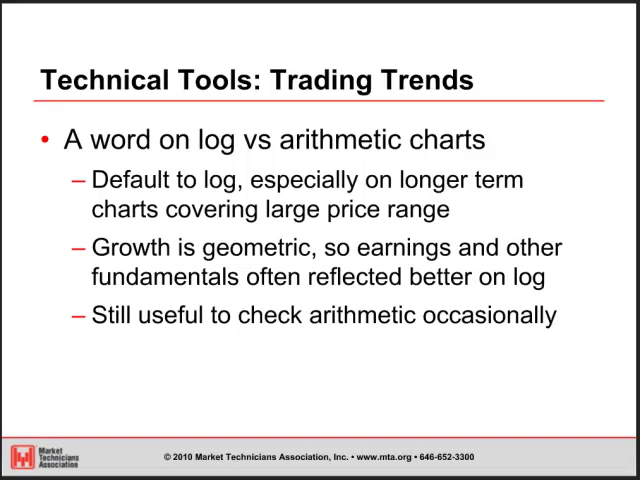 Technical Tools: Trading Trends
• A word on log vs arithmetic charts
– Default to log, especially on longer term
charts covering large price range
– Growth is geometric, so earnings and other
fundamentals often reflected better on log
– Still useful to check arithmetic occasionally
Market
Technicians
Association
© 2010 Market Technicians Association, Inc. • www.mta.org • 646-652-3300